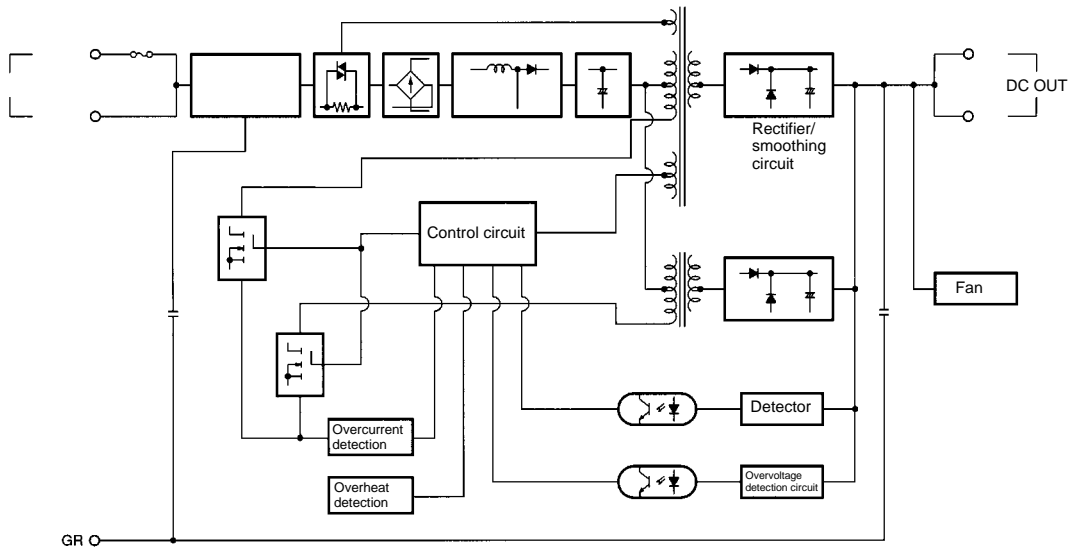 DC OUT
Rectifier/
smoothing
circuit
Control circuit
Fan
Detector
Overcurrent
detection
Overvoltage
detection circuit
Overheat
detection
GR